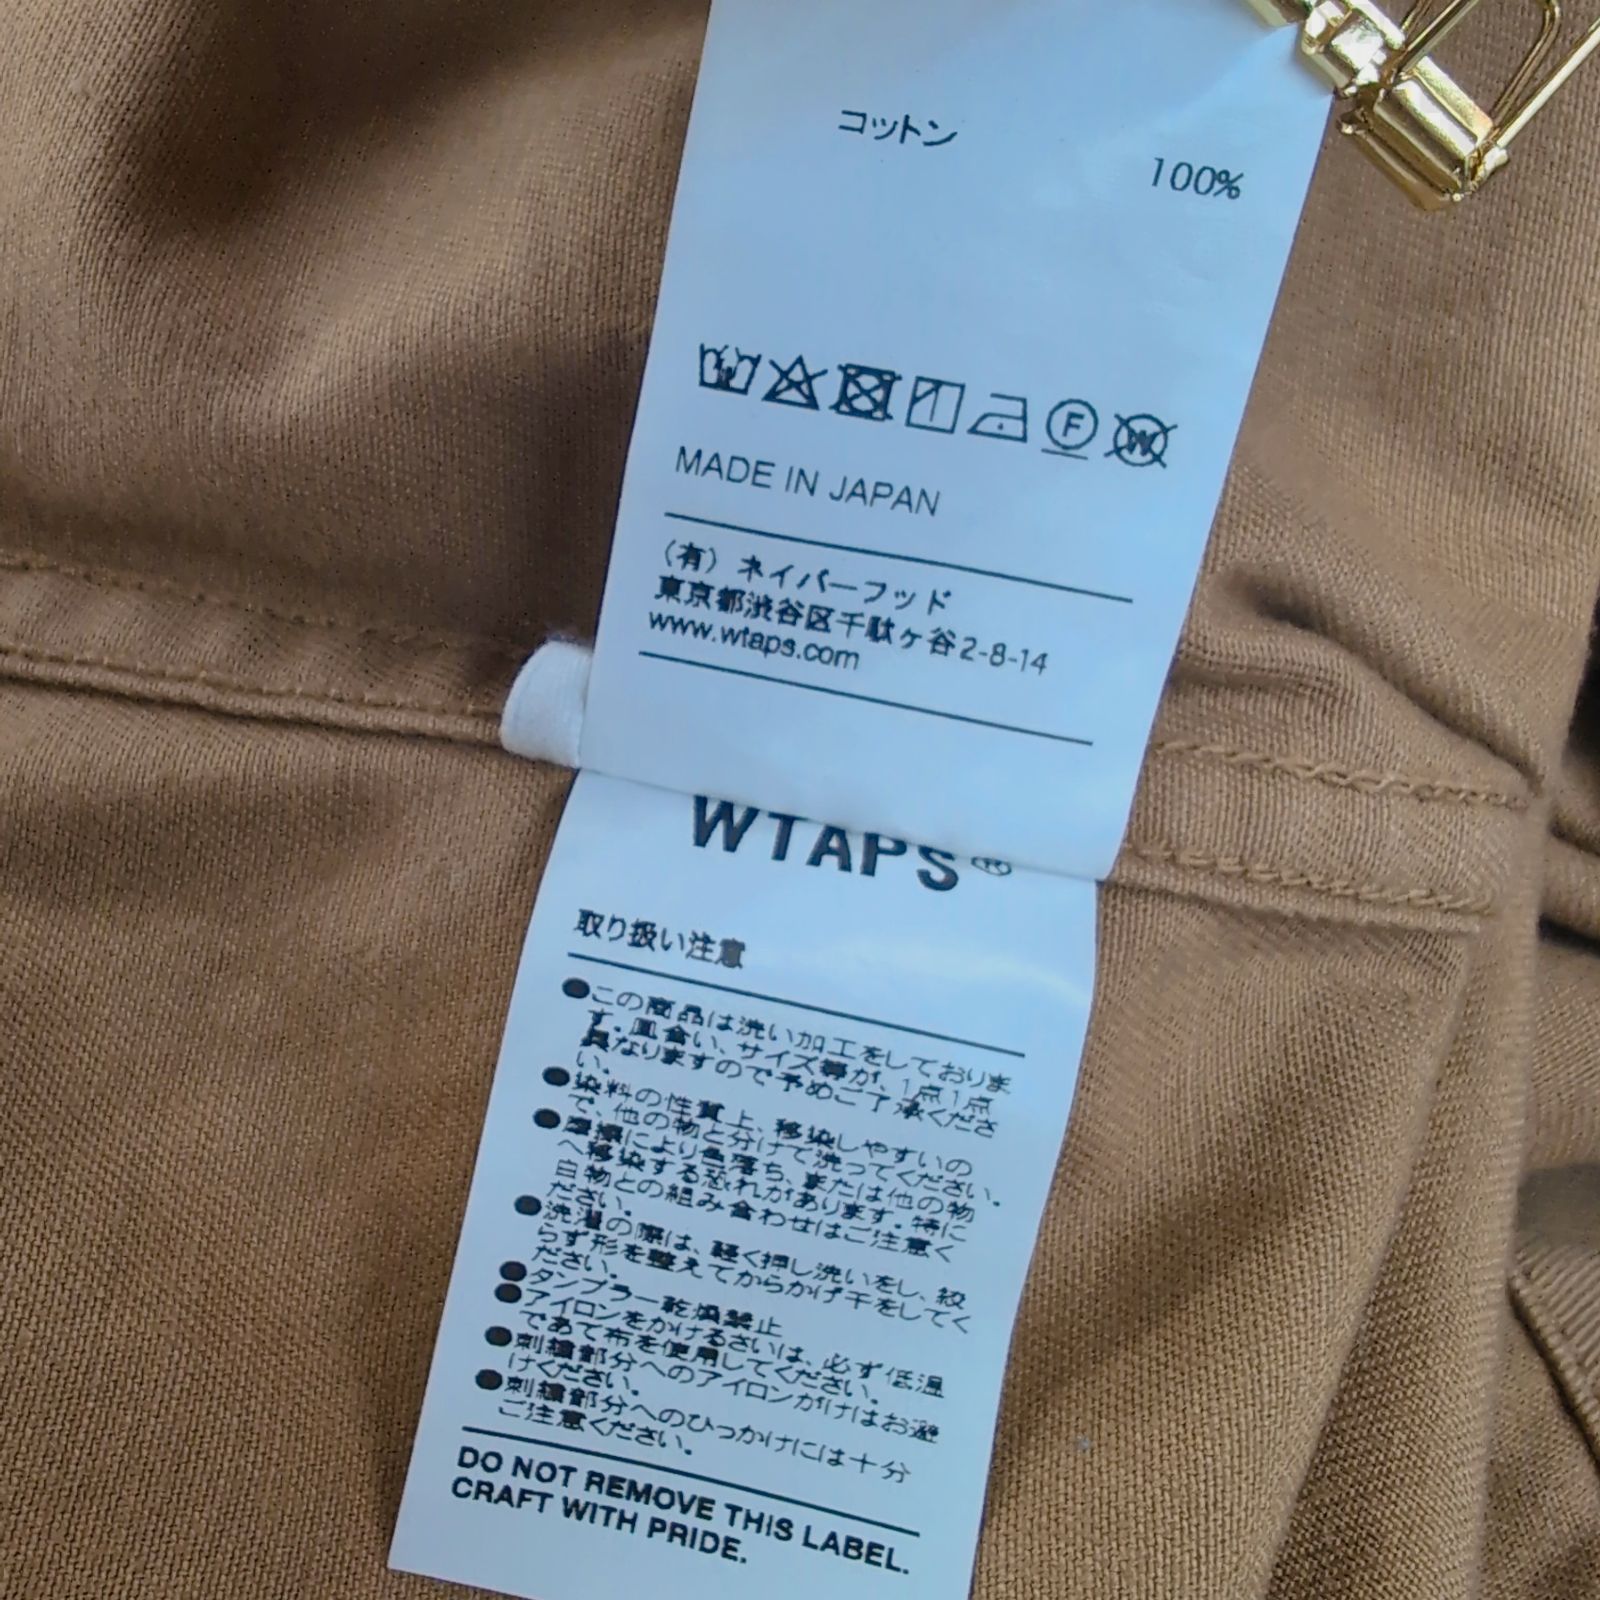 コットン
100%
F
W
MADE IN JAPAN
(有) ネイバーフッド
東京都渋谷区千駄ヶ谷2-8-14
www.wtaps.com
WTAPS®
取り扱い注意
●この商品は洗い加工をしておりま
す。風合い、サイズ等が、1点1点
異なりますので予めご了承くださ
い。
●染料の性質上、移染しやすいの
で、他の物と分けて洗ってください。
●摩擦により色落ち、または他の物
へ移染する恐れがあります。特に
白物との組み合わせはご注意く
ださい。
●洗濯の際は、軽く押し洗いをし、絞
らず形を整えてからかげ干をしてく
ださい。
●タンブラー乾燥禁止
●アイロンをかけるさいは、必ず低温
であて布を使用してください。
●刺繍部分へのアイロンがけはお避
けください。
●刺繍部分へのひっかけには十分
ご注意ください。
DO NOT REMOVE THIS LABEL.
CRAFT WITH PRIDE.